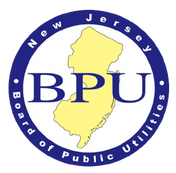 New Jersey
BPU
Board of Public Utilities